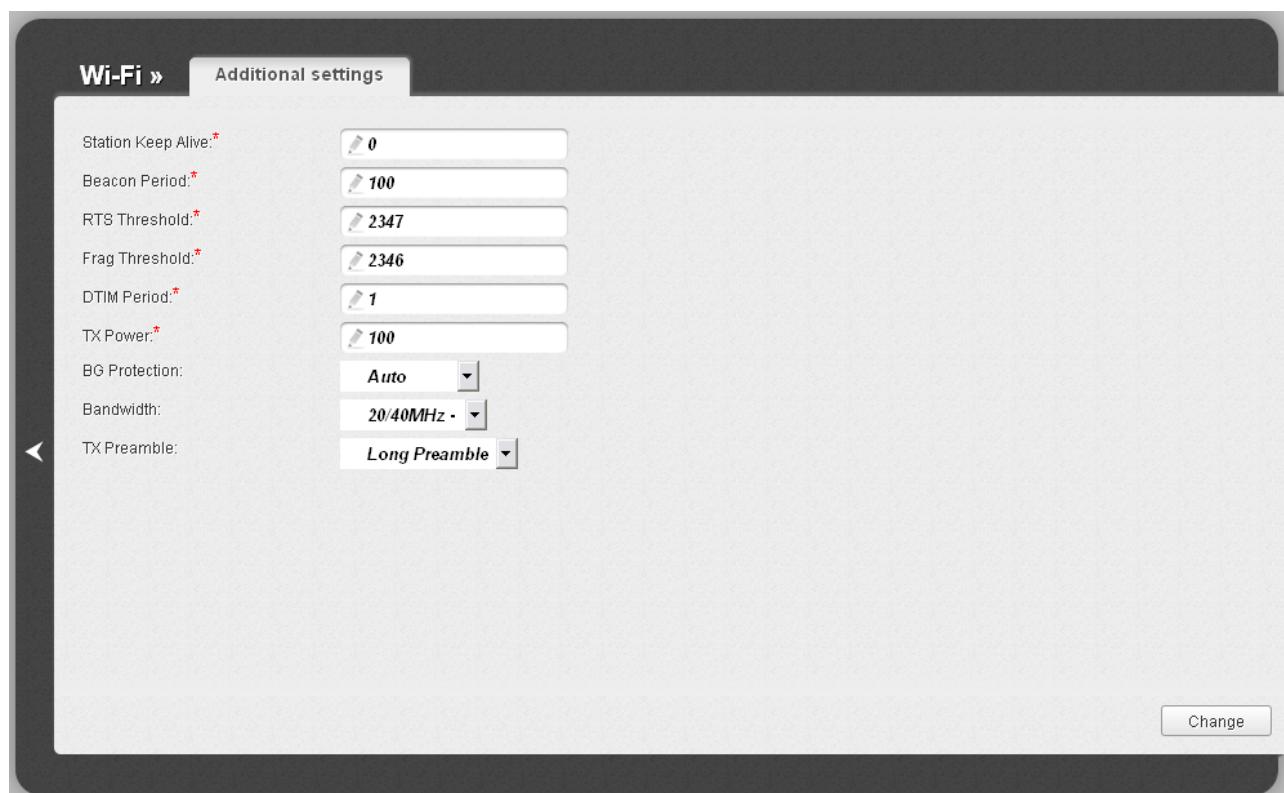 Wi-Fi » Additional settings
Station Keep Alive:* 0
Beacon Period:* 100
RTS Threshold:* 2347
Frag Threshold:* 2346
DTIM Period:* 1
TX Power:* 100
BG Protection: Auto
Bandwidth: 20/40MHz -
TX Preamble: Long Preamble
Change